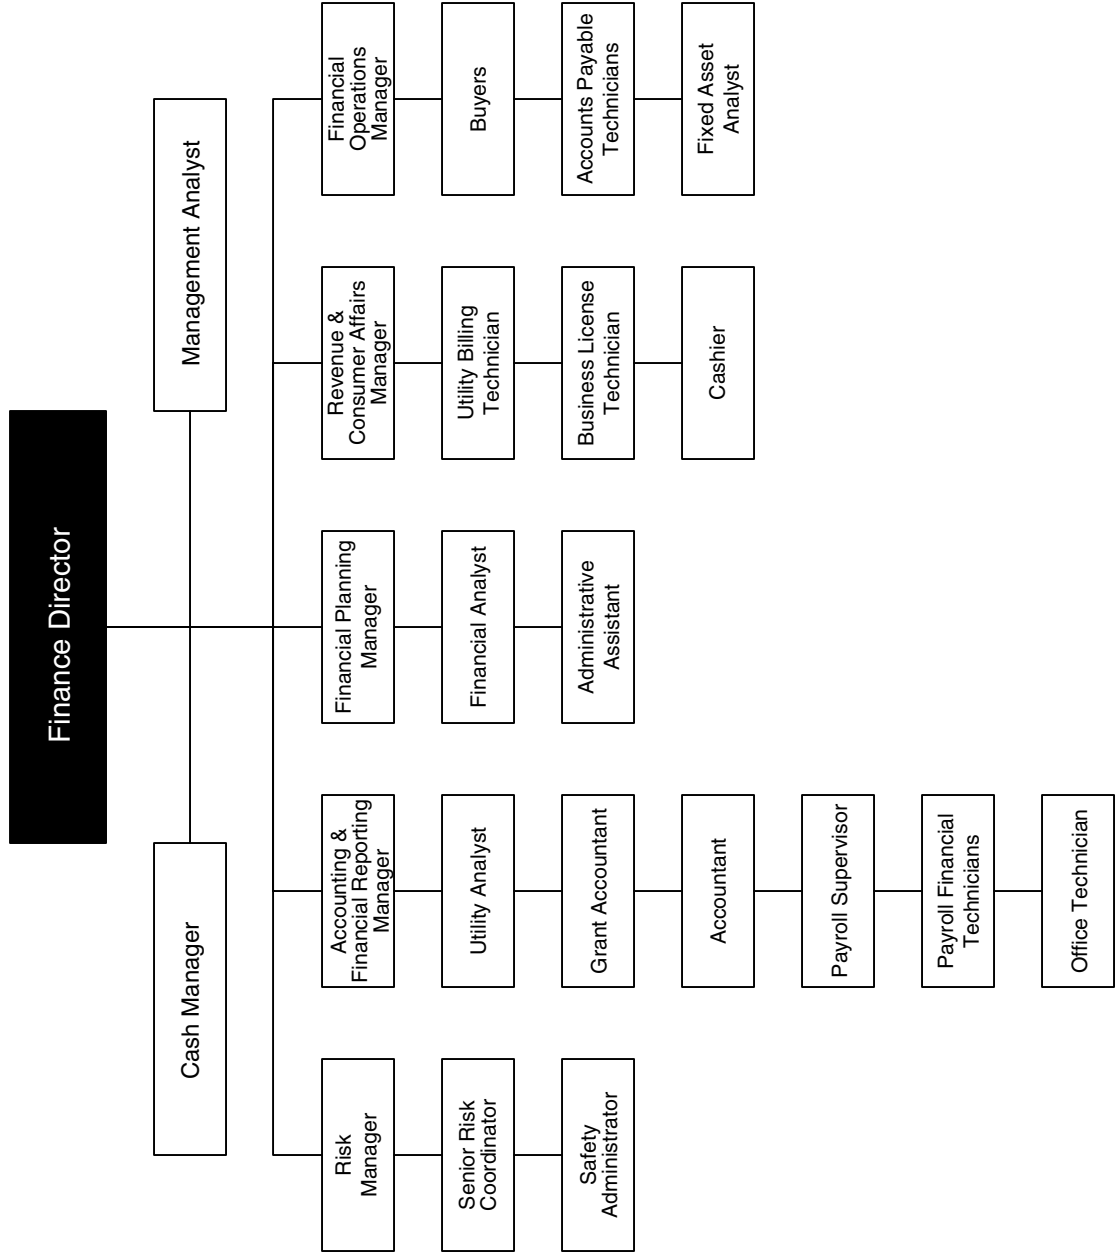 Finance Director
Cash Manager
Management Analyst
Risk
Manager
Senior Risk
Coordinator
Safety
Administrator
Accounting &
Financial Reporting
Manager
Utility Analyst
Grant Accountant
Accountant
Payroll Supervisor
Payroll Financial
Technicians
Office Technician
Financial Planning
Manager
Financial Analyst
Administrative
Assistant
Revenue &
Consumer Affairs
Manager
Utility Billing
Technician
Business License
Technician
Cashier
Financial
Operations
Manager
Buyers
Accounts Payable
Technicians
Fixed Asset
Analyst